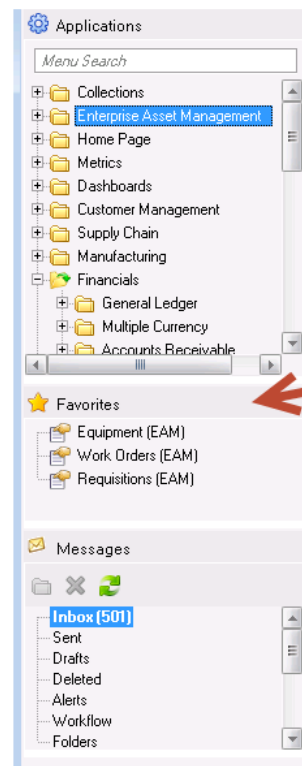 Applications
Menu Search
Collections
Enterprise Asset Management
Home Page
Metrics
Dashboards
Customer Management
Supply Chain
Manufacturing
Financials
General Ledger
Multiple Currency
Accounts Receivable
Favorites
Equipment (EAM)
Work Orders (EAM)
Requisitions (EAM)
Messages
Inbox (501)
Sent
Drafts
Deleted
Alerts
Workflow
Folders